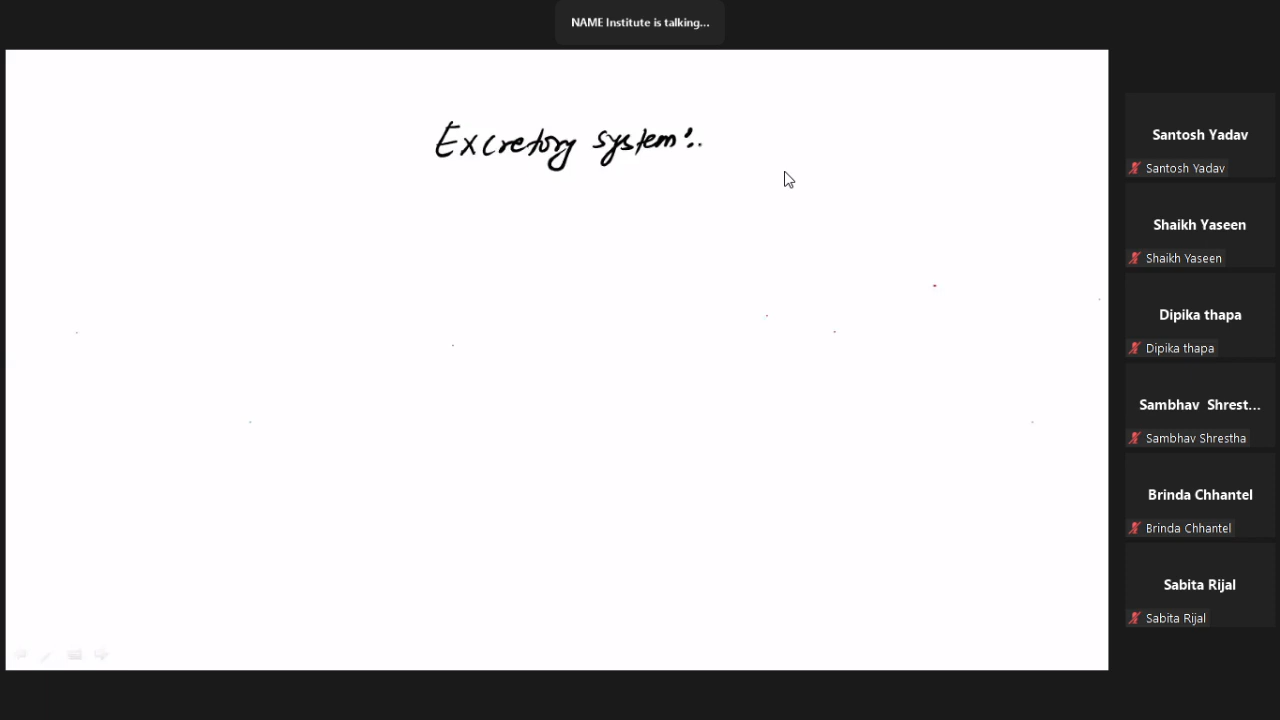 NAME Institute is talking...
Excretory system:.
Santosh Yadav
Santosh Yadav
Shaikh Yaseen
Shaikh Yaseen
Dipika thapa
Dipika thapa
Sambhav Shrest...
Sambhav Shrestha
Brinda Chhantel
Brinda Chhantel
Sabita Rijal
Sabita Rijal